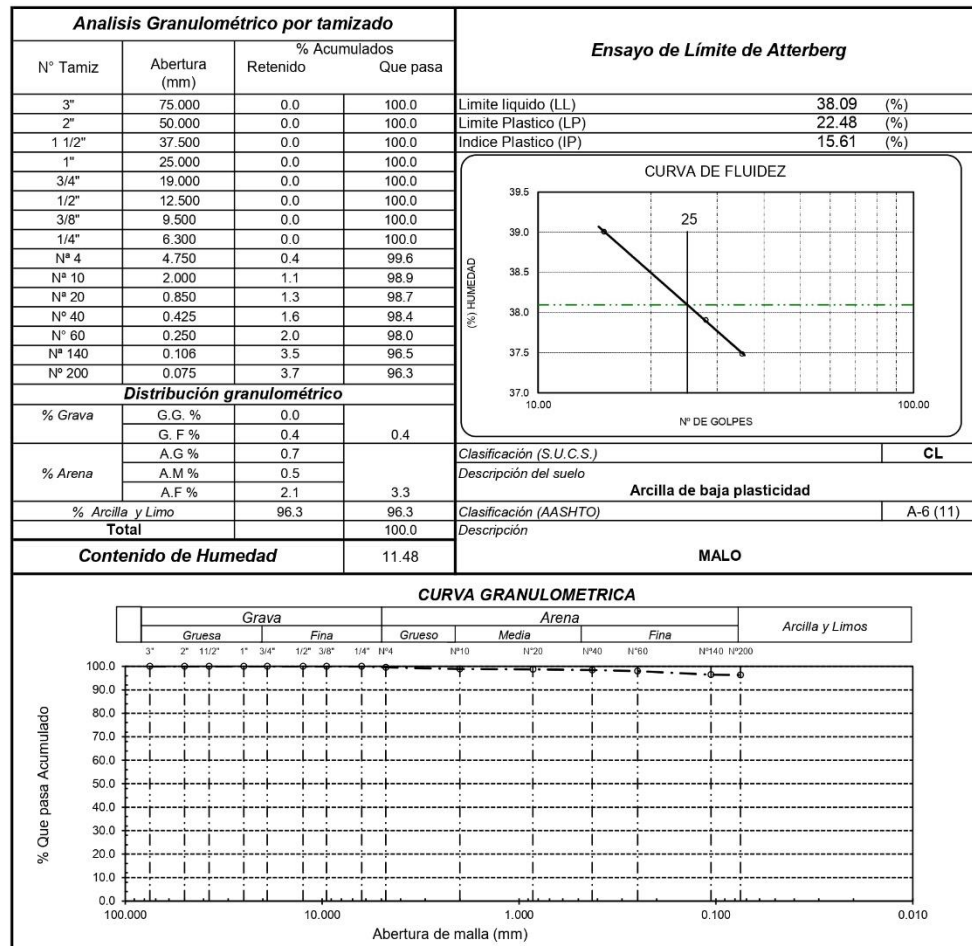 Analisis Granulométrico por tamizado
N° Tamiz Abertura (mm) % Acumulados Retenido Que pasa
3" 75.000 0.0 100.0
2" 50.000 0.0 100.0
1 1/2" 37.500 0.0 100.0
1" 25.000 0.0 100.0
3/4" 19.000 0.0 100.0
1/2" 12.500 0.0 100.0
3/8" 9.500 0.0 100.0
1/4" 6.300 0.0 100.0
Nª 4 4.750 0.4 99.6
Nª 10 2.000 1.1 98.9
Nª 20 0.850 1.3 98.7
Nº 40 0.425 1.6 98.4
N° 60 0.250 2.0 98.0
Nª 140 0.106 3.5 96.5
Nº 200 0.075 3.7 96.3
Distribución granulométrico
% Grava G.G. % 0.0
G. F % 0.4 0.4
A.G % 0.7
% Arena A.M % 0.5
A.F % 2.1 3.3
% Arcilla y Limo 96.3 96.3
Total 100.0
Contenido de Humedad 11.48
Ensayo de Límite de Atterberg
Limite liquido (LL) 38.09 (%)
Limite Plastico (LP) 22.48 (%)
Indice Plastico (IP) 15.61 (%)
CURVA DE FLUIDEZ
39.5
25
39.0
38.5
38.0
37.5
37.0
(%) HUMEDAD
10.00 100.00
Nº DE GOLPES
Clasificación (S.U.C.S.) CL
Descripción del suelo
Arcilla de baja plasticidad
Clasificación (AASHTO) A-6 (11)
Descripción
MALO
CURVA GRANULOMETRICA
Grava Arena Arcilla y Limos
Gruesa Fina Grueso Media Fina
3" 2" 11/2" 1" 3/4" 1/2" 3/8" 1/4" Nº4 Nº10 Nº20 Nº40 Nº60 Nº140 Nº200
100.0
90.0
80.0
70.0
60.0
50.0
40.0
30.0
20.0
10.0
0.0
% Que pasa Acumulado
100.000 10.000 1.000 0.100 0.010
Abertura de malla (mm)